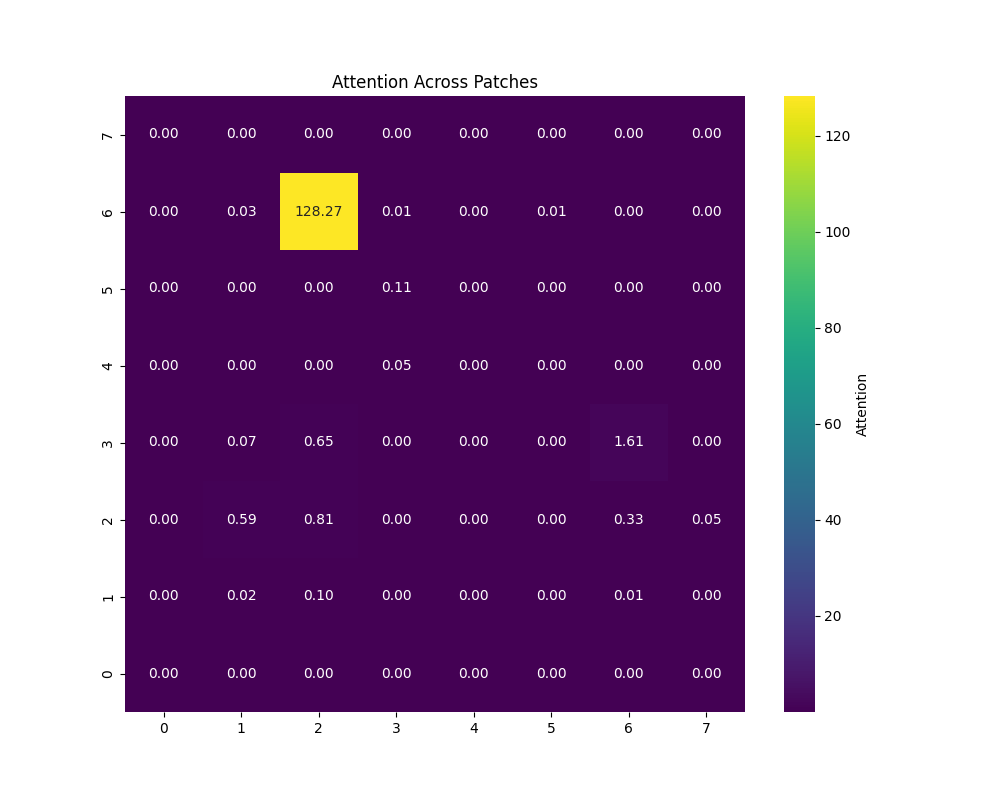 Attention Across Patches
7 0.00 0.00 0.00 0.00 0.00 0.00 0.00 0.00
6 0.00 0.03 128.27 0.01 0.00 0.01 0.00 0.00
5 0.00 0.00 0.00 0.11 0.00 0.00 0.00 0.00
4 0.00 0.00 0.00 0.05 0.00 0.00 0.00 0.00
3 0.00 0.07 0.65 0.00 0.00 0.00 1.61 0.00
2 0.00 0.59 0.81 0.00 0.00 0.00 0.33 0.05
1 0.00 0.02 0.10 0.00 0.00 0.00 0.01 0.00
0 0.00 0.00 0.00 0.00 0.00 0.00 0.00 0.00
0 1 2 3 4 5 6 7
120
100
80
60
40
20
Attention